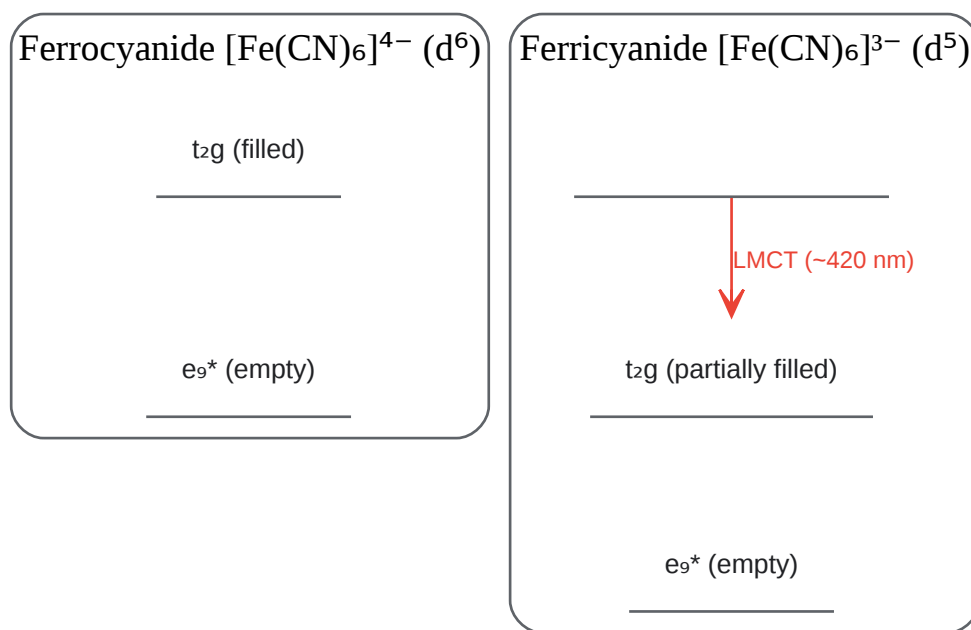 Ferrocyanide [Fe(CN)₆]⁴⁻ (d⁶)
t₂g (filled)
e₉* (empty)
Ferricyanide [Fe(CN)₆]³⁻ (d⁵)
LMCT (~420 nm)
t₂g (partially filled)
e₉* (empty)